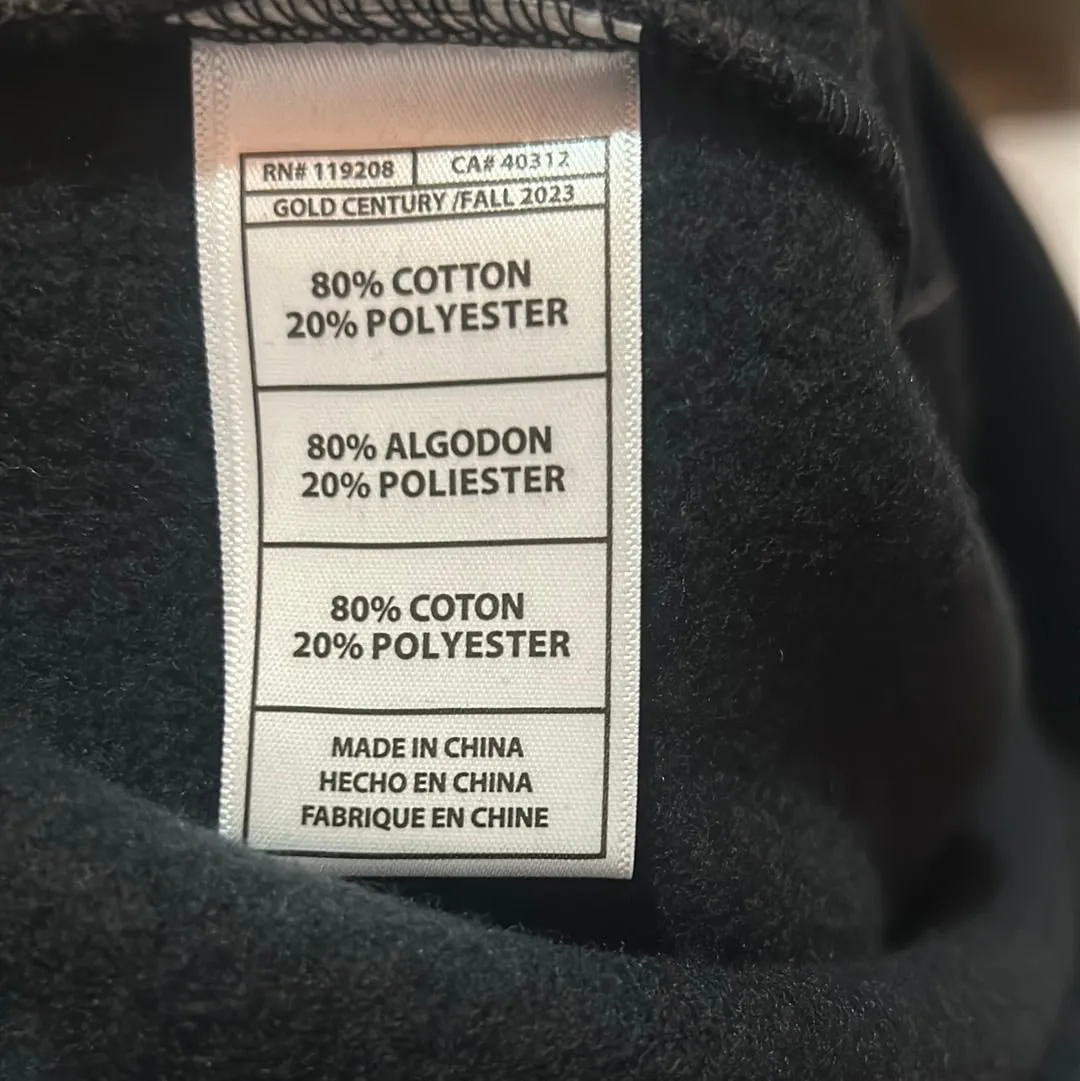 RN# 119208 CA# 40312
GOLD CENTURY /FALL 2023
80% COTTON
20% POLYESTER
80% ALGODON
20% POLIESTER
80% COTON
20% POLYESTER
MADE IN CHINA
HECHO EN CHINA
FABRIQUE EN CHINE